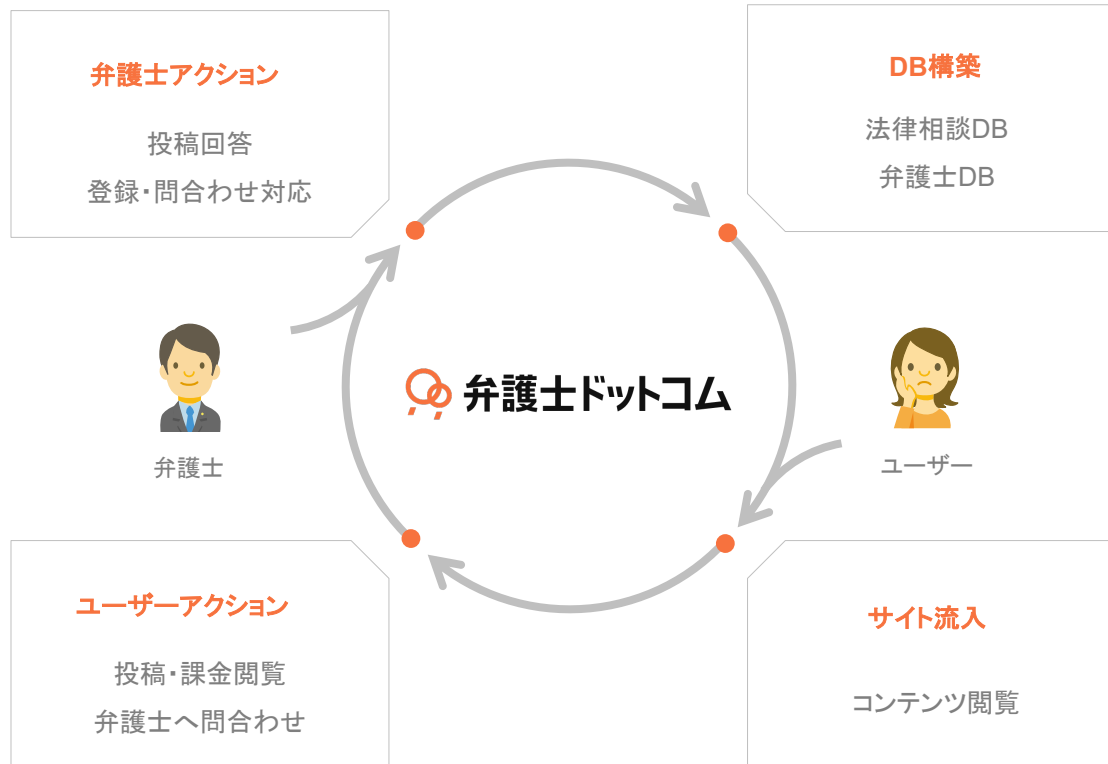 弁護士アクション
投稿回答
登録・問合わせ対応
DB構築
法律相談DB
弁護士DB
弁護士ドットコム
弁護士
ユーザー
ユーザーアクション
投稿・課金閲覧
弁護士へ問合わせ
サイト流入
コンテンツ閲覧